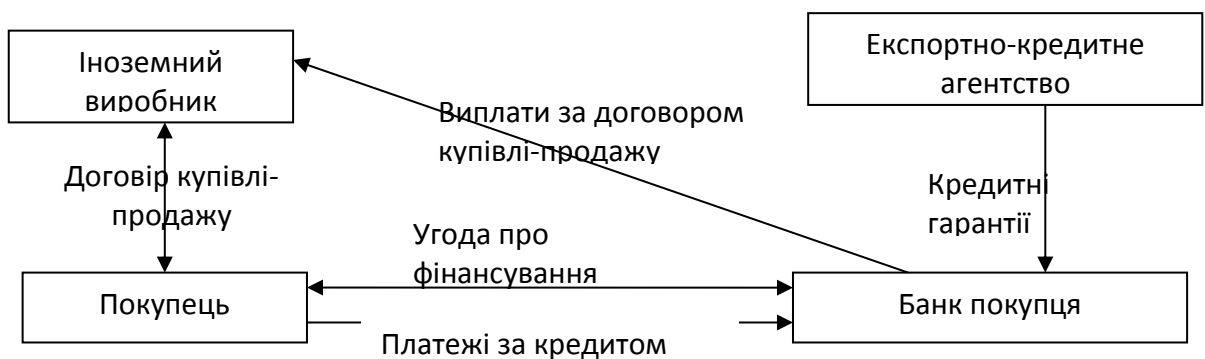 Іноземний
виробник
Експортно-кредитне
агентство
Виплати за договором
купівлі-продажу
Договір купівлі-
продажу
Кредитні
гарантії
Угода про
фінансування
Покупець
Банк покупця
Платежі за кредитом